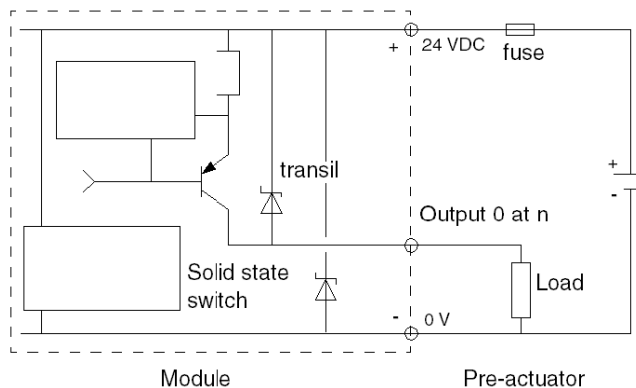 + 24 VDC
fuse
transil
+
-
Output 0 at n
Solid state
switch
Load
- 0 V
Module
Pre-actuator